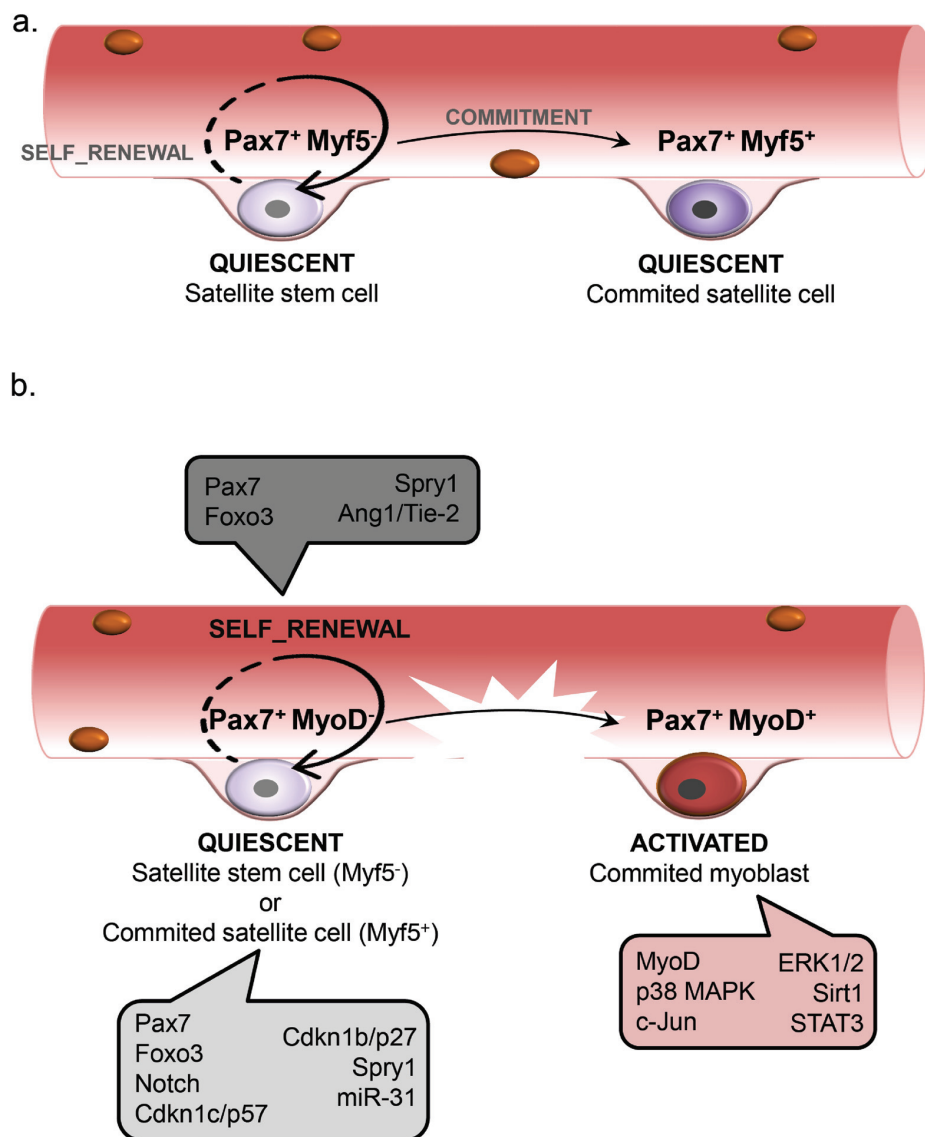 a.
COMMITMENT
Pax7⁺ Myf5⁻
Pax7⁺ Myf5⁺
SELF_RENEWAL
QUIESCENT
Satellite stem cell
QUIESCENT
Commited satellite cell
b.
Pax7 Spry1
Foxo3 Ang1/Tie-2
SELF_RENEWAL
Pax7⁺ MyoD⁻
Pax7⁺ MyoD⁺
QUIESCENT
Satellite stem cell (Myf5⁻)
or
Commited satellite cell (Myf5⁺)
ACTIVATED
Commited myoblast
MyoD ERK1/2
p38 MAPK Sirt1
c-Jun STAT3
Pax7
Foxo3
Notch
Cdkn1c/p57
Cdkn1b/p27
Spry1
miR-31